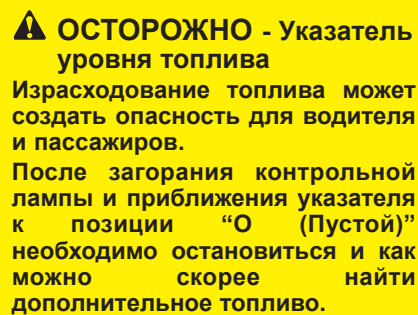 ОСТОРОЖНО - Указатель
уровня топлива
Израсходование топлива может
создать опасность для водителя
и пассажиров.
После загорания контрольной
лампы и приближения указателя
к позиции “О (Пустой)”
необходимо остановиться и как
можно скорее найти
дополнительное топливо.